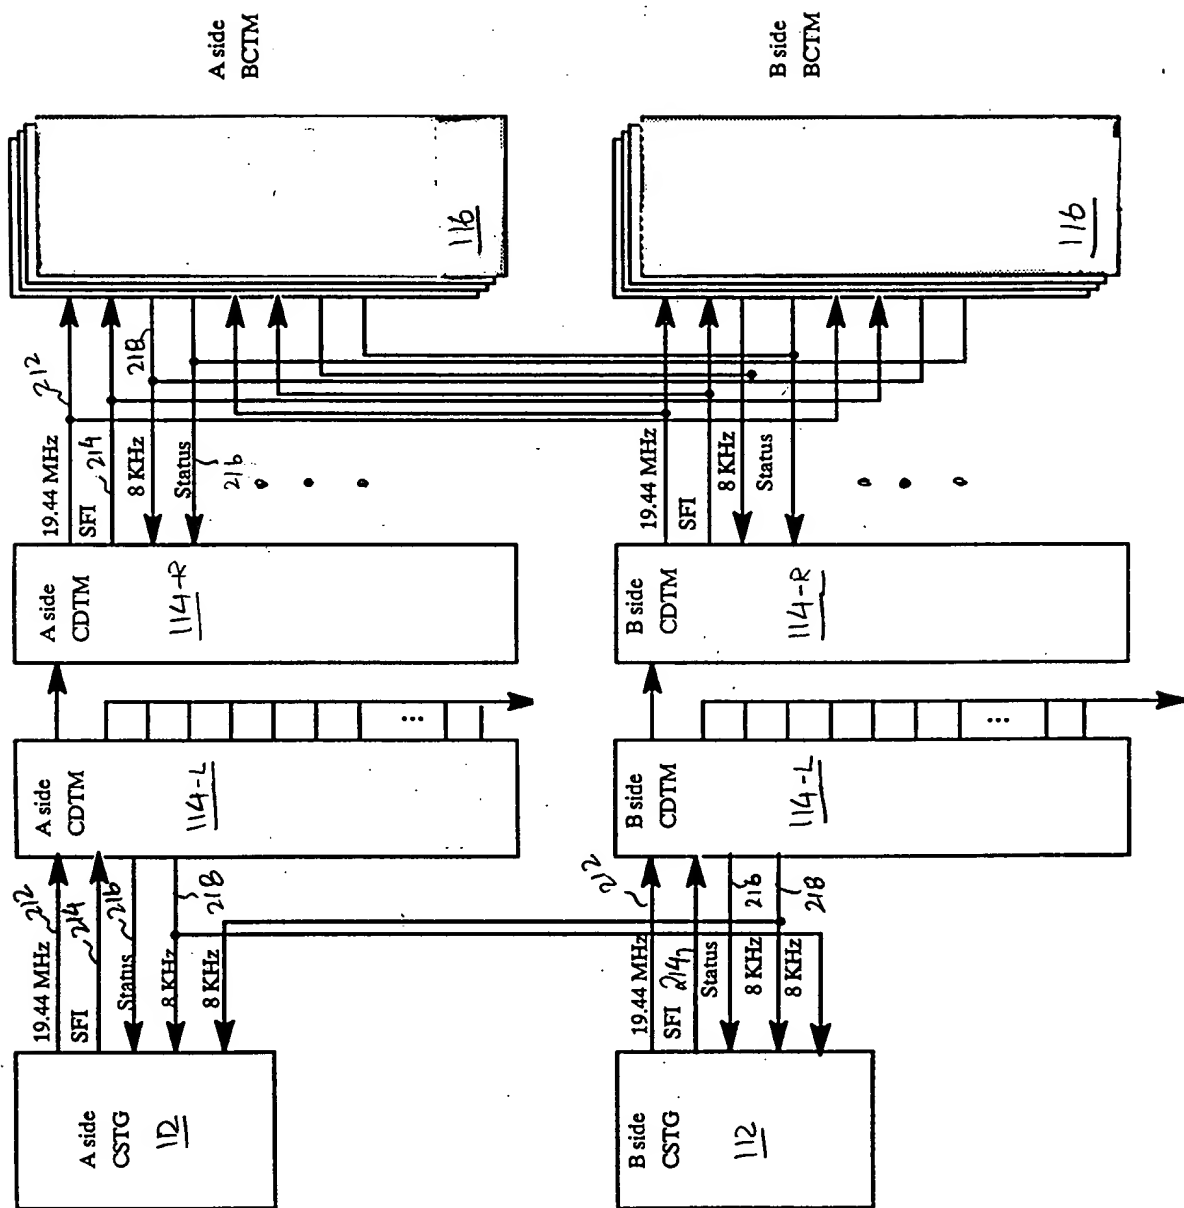 A side
CSTG
112
19.44 MHz
212
SFI
214
Status
216
8 KHz
218
8 KHz
A side
CDTM
114-L
...
A side
CDTM
114-R
19.44 MHz
212
SFI
214
8 KHz
218
Status
216
A side
BCTM
116
B side
CSTG
112
19.44 MHz
212
SFI
214
Status
216
8 KHz
218
8 KHz
B side
CDTM
114-L
...
B side
CDTM
114-R
19.44 MHz
SFI
8 KHz
Status
B side
BCTM
116